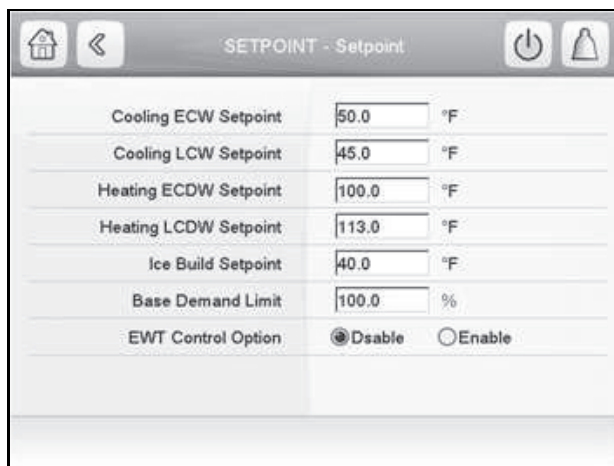 SETPOINT - Setpoint
Cooling ECW Setpoint 50.0 °F
Cooling LCW Setpoint 45.0 °F
Heating ECDW Setpoint 100.0 °F
Heating LCDW Setpoint 113.0 °F
Ice Build Setpoint 40.0 °F
Base Demand Limit 100.0 %
EWT Control Option Dsable Enable